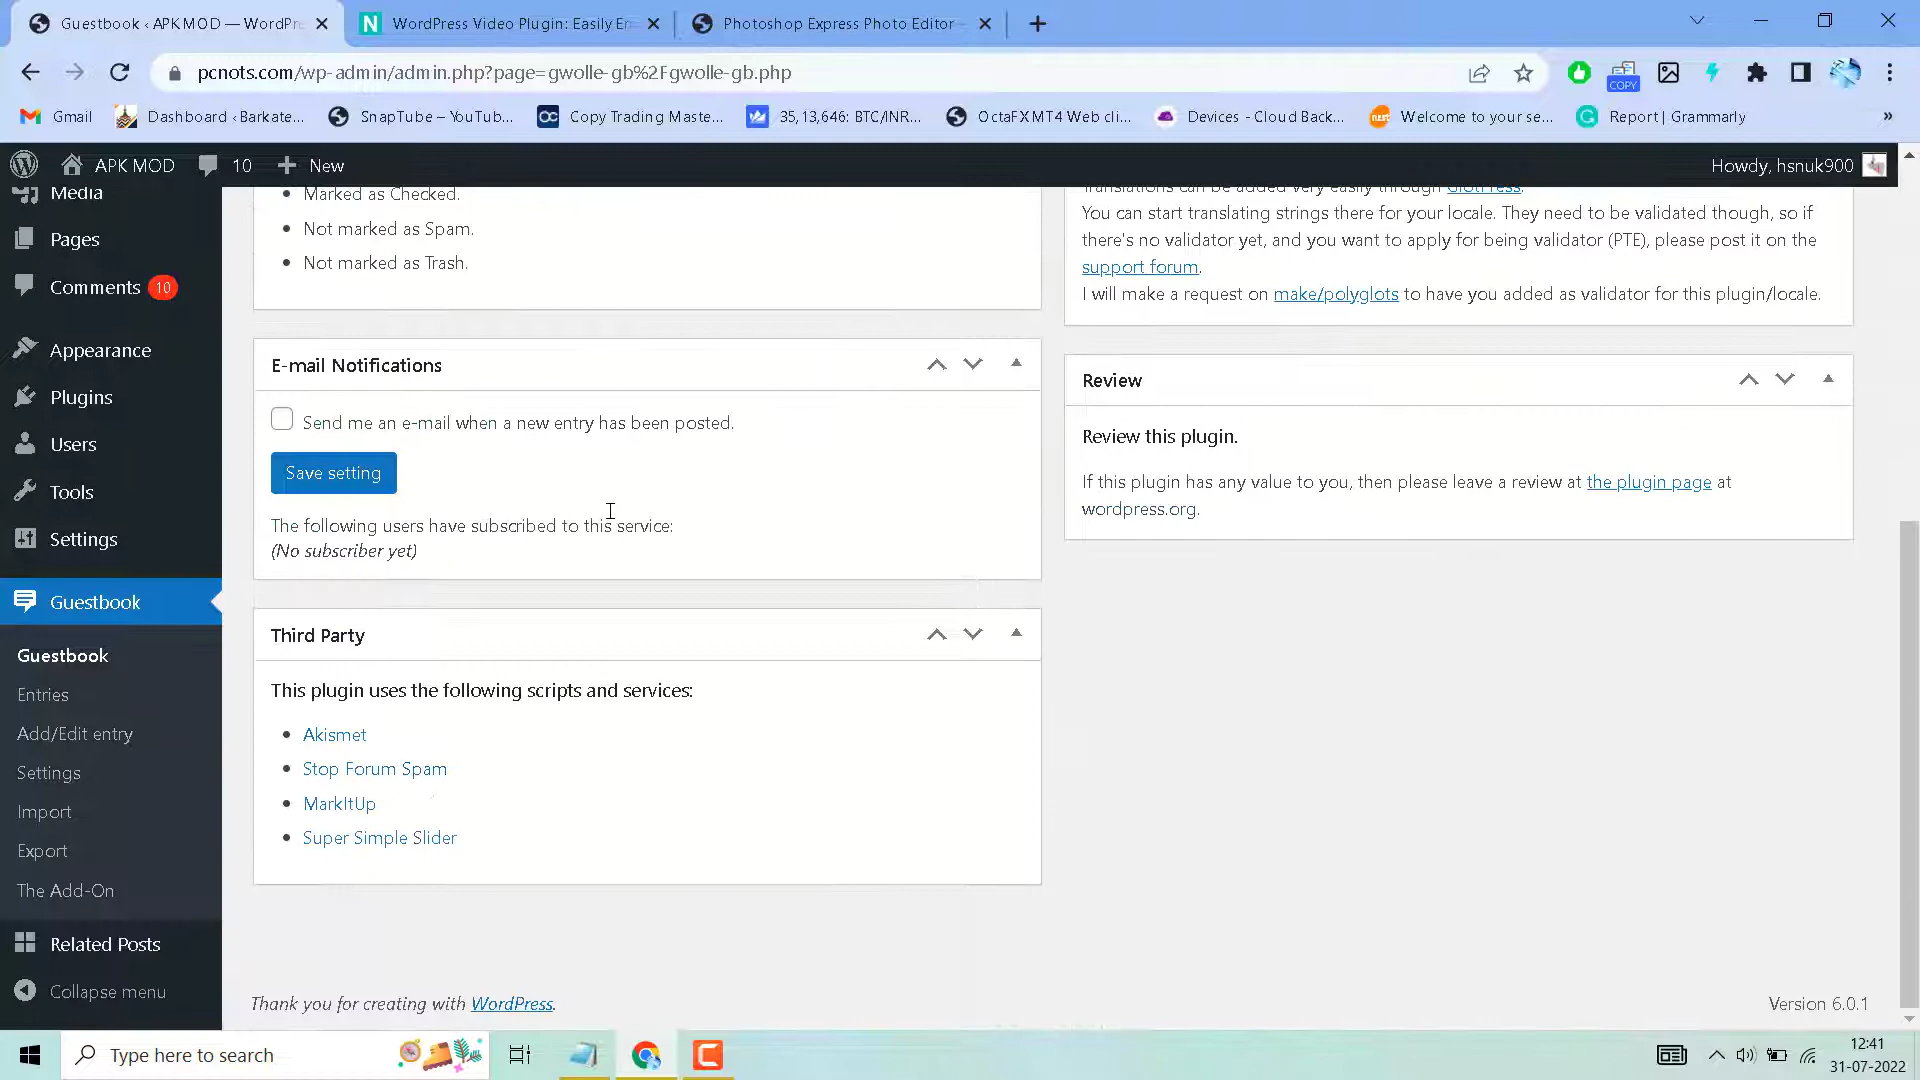 Guestbook ‹ APK MOD — WordPre
WordPress Video Plugin: Easily En
Photoshop Express Photo Editor -
pcnots.com/wp-admin/admin.php?page=gwolle-gb%2Fgwolle-gb.php
COPY
Gmail
Dashboard ‹ Barkate...
SnapTube – YouTub...
CC
Copy Trading Maste...
35,13,646: BTC/INR...
OctaFX MT4 Web cli...
Devices - Cloud Back...
Welcome to your se...
Report | Grammarly
»
APK MOD
10
New
Howdy, hsnuk900
Media
Pages
Comments 10
Appearance
Plugins
Users
Tools
Settings
Guestbook
Guestbook
Entries
Add/Edit entry
Settings
Import
Export
The Add-On
Related Posts
Collapse menu
Marked as Checked.
Not marked as Spam.
Not marked as Trash.
E-mail Notifications
Send me an e-mail when a new entry has been posted.
Save setting
The following users have subscribed to this service:
(No subscriber yet)
Third Party
This plugin uses the following scripts and services:
Akismet
Stop Forum Spam
MarkItUp
Super Simple Slider
Translations can be added very easily through GlotPress.
You can start translating strings there for your locale. They need to be validated though, so if
there's no validator yet, and you want to apply for being validator (PTE), please post it on the
support forum.
I will make a request on make/polyglots to have you added as validator for this plugin/locale.
Review
Review this plugin.
If this plugin has any value to you, then please leave a review at the plugin page at
wordpress.org.
Thank you for creating with WordPress.
Version 6.0.1
Type here to search
12:41
31-07-2022